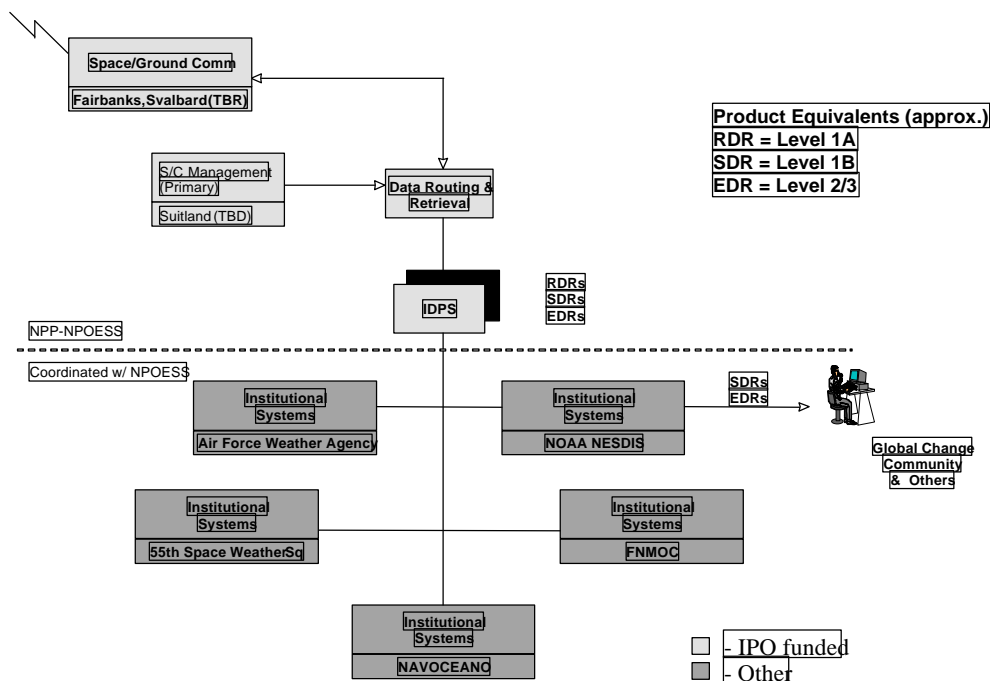 Space/Ground Comm
Fairbanks,Svalbard(TBR)
Product Equivalents (approx.)
RDR = Level 1A
SDR = Level 1B
EDR = Level 2/3
S/C Management
(Primary)
Suitland (TBD)
Data Routing &
Retrieval
IDPS
RDRs
SDRs
EDRs
NPP-NPOESS
Coordinated w/ NPOESS
Institutional
Systems
Air Force Weather Agency
Institutional
Systems
NOAA NESDIS
SDRs
EDRs
Global Change
Community
& Others
Institutional
Systems
55th Space WeatherSq
Institutional
Systems
FNMOC
Institutional
Systems
NAVOCEANO
- IPO funded
- Other